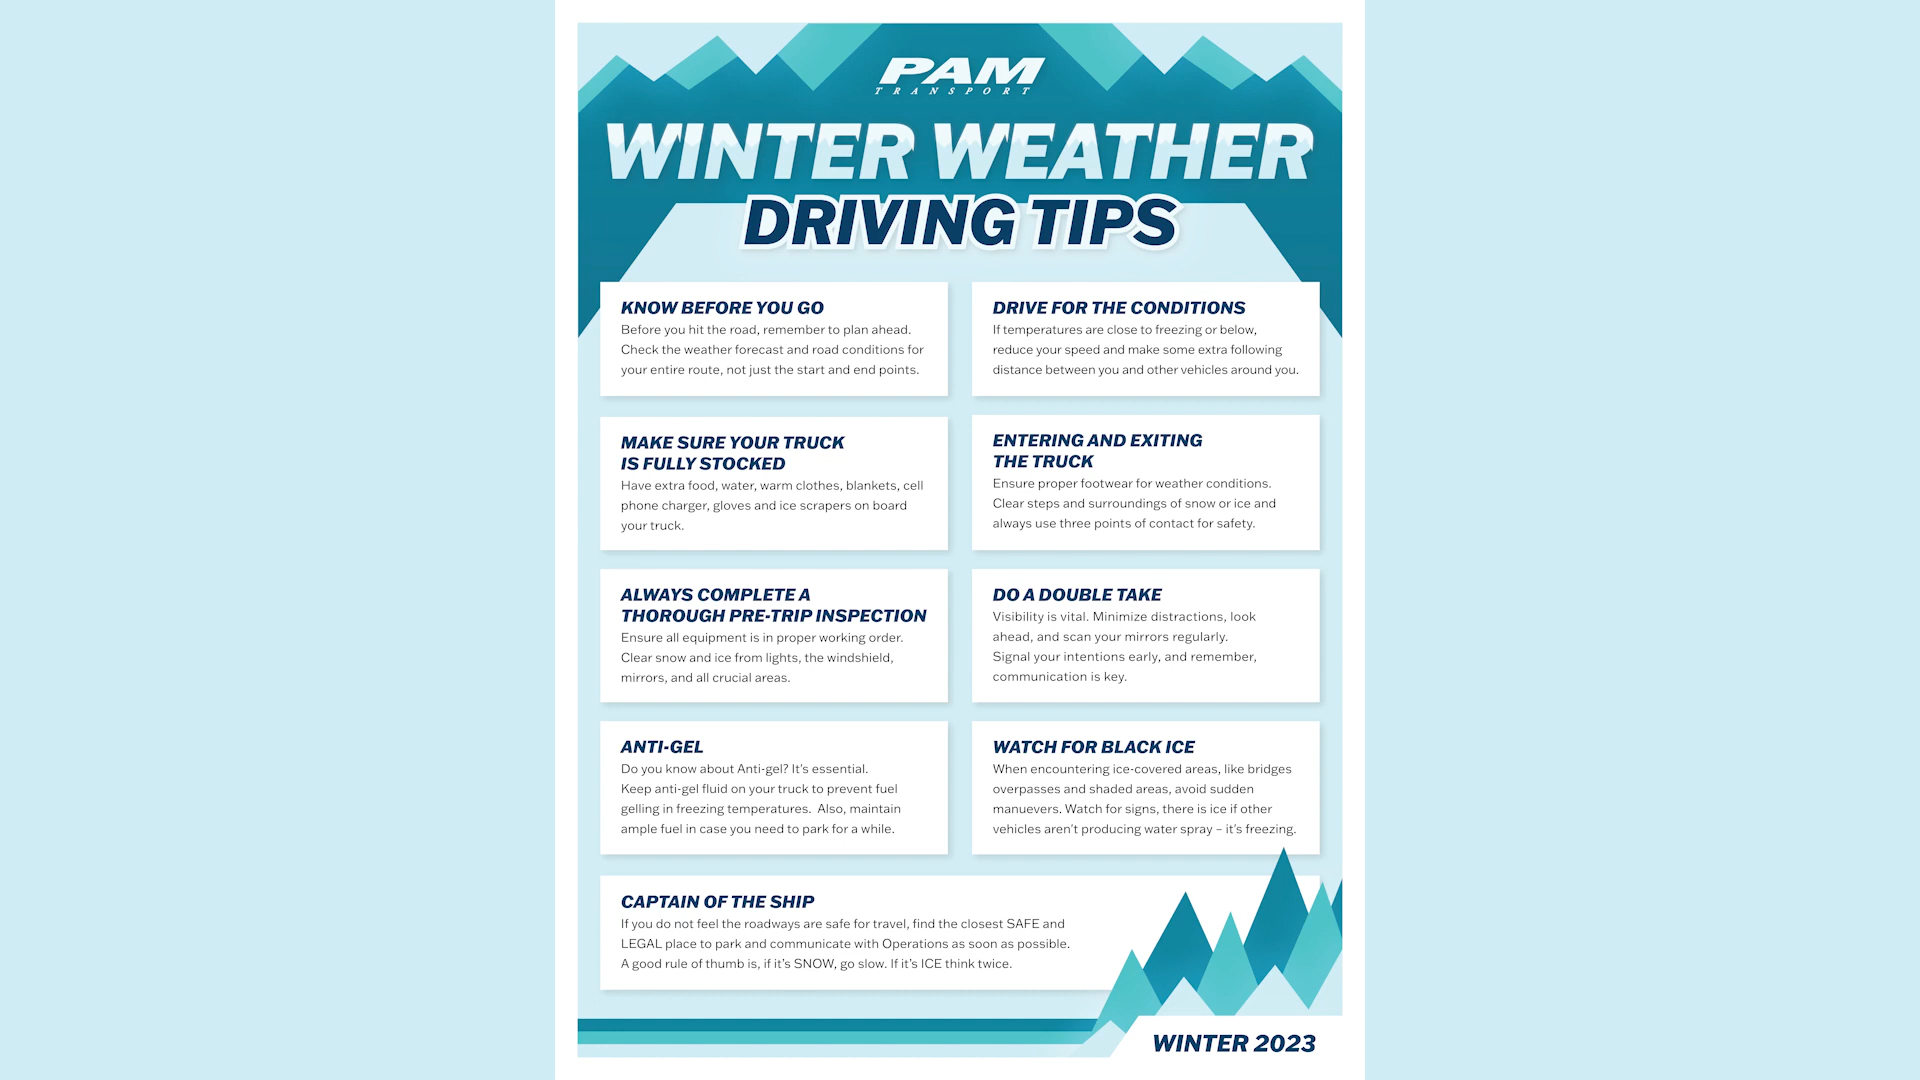 PAM
TRANSPORT
WINTER WEATHER
DRIVING TIPS
KNOW BEFORE YOU GO
Before you hit the road, remember to plan ahead.
Check the weather forecast and road conditions for
your entire route, not just the start and end points.
DRIVE FOR THE CONDITIONS
If temperatures are close to freezing or below,
reduce your speed and make some extra following
distance between you and other vehicles around you.
MAKE SURE YOUR TRUCK
IS FULLY STOCKED
Have extra food, water, warm clothes, blankets, cell
phone charger, gloves and ice scrapers on board
your truck.
ENTERING AND EXITING
THE TRUCK
Ensure proper footwear for weather conditions.
Clear steps and surroundings of snow or ice and
always use three points of contact for safety.
ALWAYS COMPLETE A
THOROUGH PRE-TRIP INSPECTION
Ensure all equipment is in proper working order.
Clear snow and ice from lights, the windshield,
mirrors, and all crucial areas.
DO A DOUBLE TAKE
Visibility is vital. Minimize distractions, look
ahead, and scan your mirrors regularly.
Signal your intentions early, and remember,
communication is key.
ANTI-GEL
Do you know about Anti-gel? It's essential.
Keep anti-gel fluid on your truck to prevent fuel
gelling in freezing temperatures. Also, maintain
ample fuel in case you need to park for a while.
WATCH FOR BLACK ICE
When encountering ice-covered areas, like bridges
overpasses and shaded areas, avoid sudden
manuevers. Watch for signs, there is ice if other
vehicles aren't producing water spray – it's freezing.
CAPTAIN OF THE SHIP
If you do not feel the roadways are safe for travel, find the closest SAFE and
LEGAL place to park and communicate with Operations as soon as possible.
A good rule of thumb is, if it's SNOW, go slow. If it's ICE think twice.
WINTER 2023